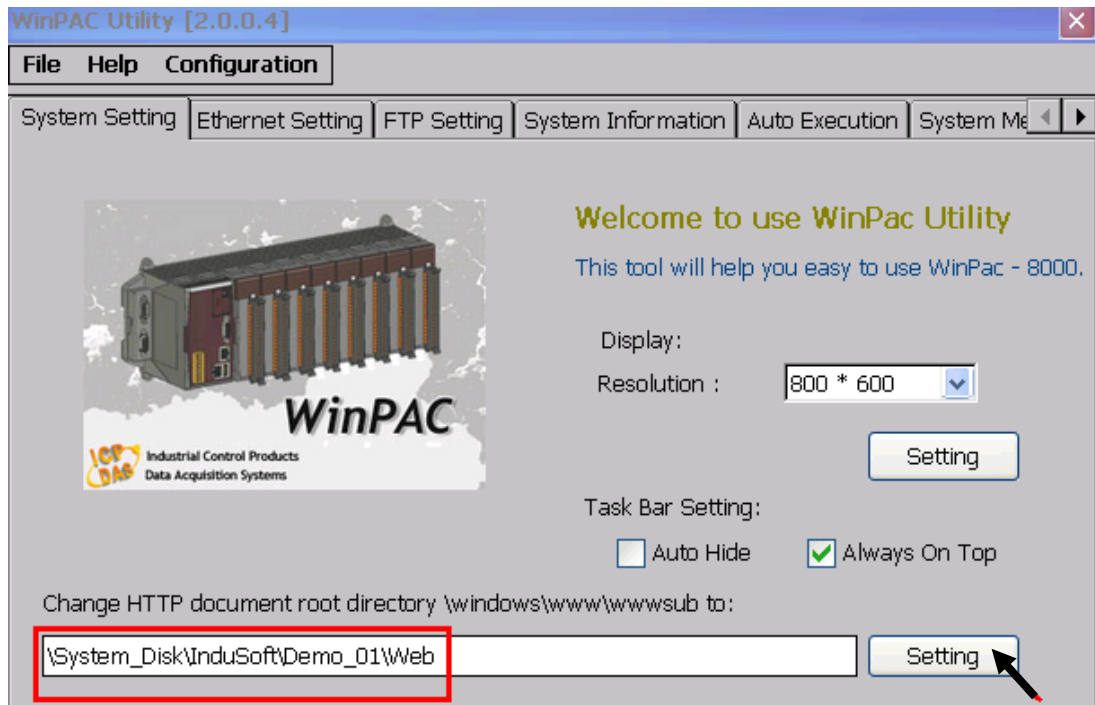 WinPAC Utility [2.0.0.4]
File Help Configuration
System Setting Ethernet Setting FTP Setting System Information Auto Execution System Me
Welcome to use WinPac Utility
This tool will help you easy to use WinPac - 8000.
Display:
Resolution : 800 * 600
Setting
WinPAC
ICP DAS
Industrial Control Products
Data Acquisition Systems
Task Bar Setting:
Auto Hide Always On Top
Change HTTP document root directory \windows\www\wwwsub to:
\System_Disk\InduSoft\Demo_01\Web Setting